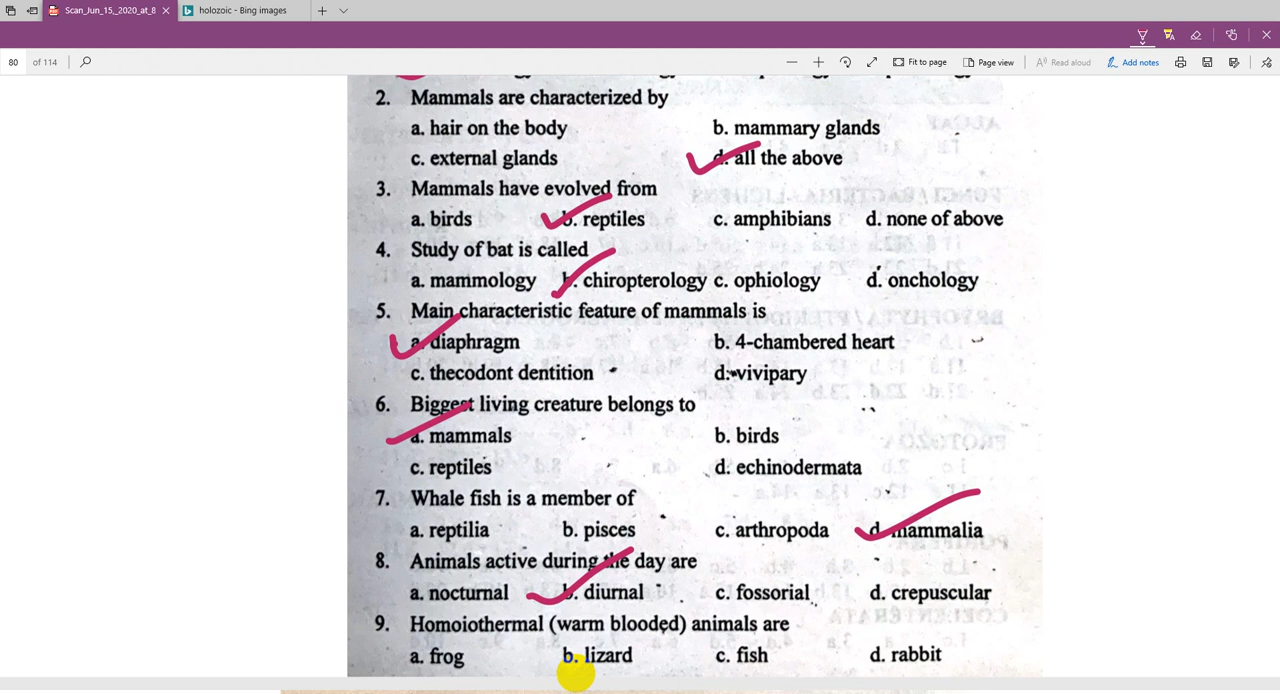 Scan_Jun_15,_2020_at_8
holozoic - Bing images
80 of 114
Fit to page
Page view
Read aloud
Add notes
2. Mammals are characterized by
a. hair on the body b. mammary glands
c. external glands d. all the above
3. Mammals have evolved from
a. birds b. reptiles c. amphibians d. none of above
4. Study of bat is called
a. mammology b. chiropterology c. ophiology d. onchology
5. Main characteristic feature of mammals is
a. diaphragm b. 4-chambered heart
c. thecodont dentition d. vivipary
6. Biggest living creature belongs to
a. mammals b. birds
c. reptiles d. echinodermata
7. Whale fish is a member of
a. reptilia b. pisces c. arthropoda d. mammalia
8. Animals active during the day are
a. nocturnal b. diurnal c. fossorial d. crepuscular
9. Homoiothermal (warm blooded) animals are
a. frog b. lizard c. fish d. rabbit